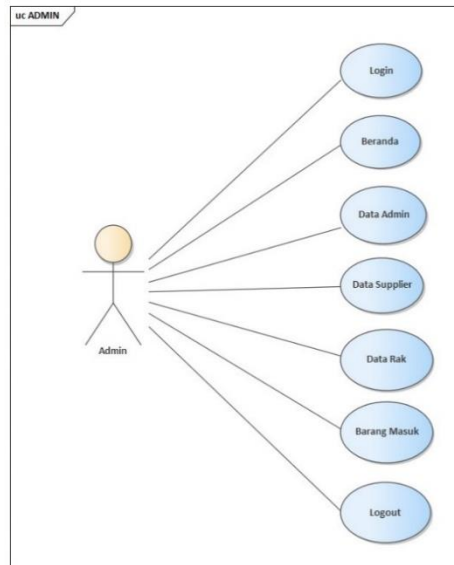 uc ADMIN
Login
Beranda
Data Admin
Data Supplier
Admin
Data Rak
Barang Masuk
Logout